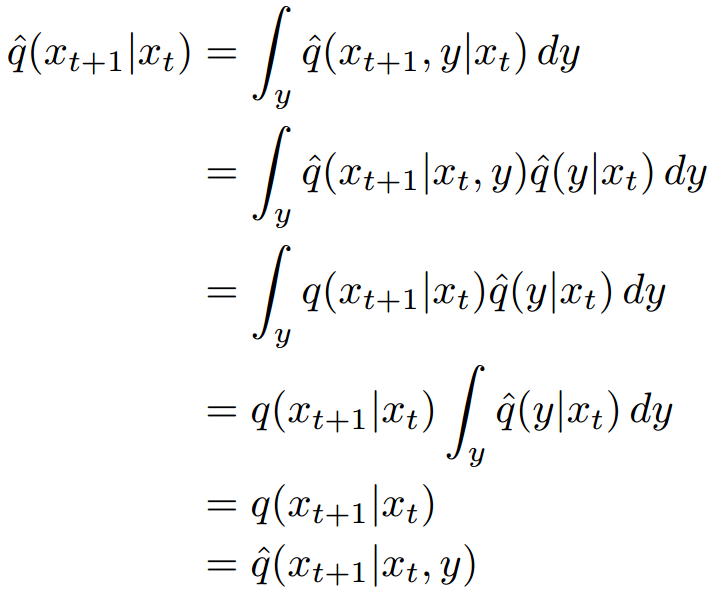 q̂(x_{t+1}|x_t) = ∫_y q̂(x_{t+1}, y|x_t) dy
= ∫_y q̂(x_{t+1}|x_t, y)q̂(y|x_t) dy
= ∫_y q(x_{t+1}|x_t)q̂(y|x_t) dy
= q(x_{t+1}|x_t) ∫_y q̂(y|x_t) dy
= q(x_{t+1}|x_t)
= q̂(x_{t+1}|x_t, y)